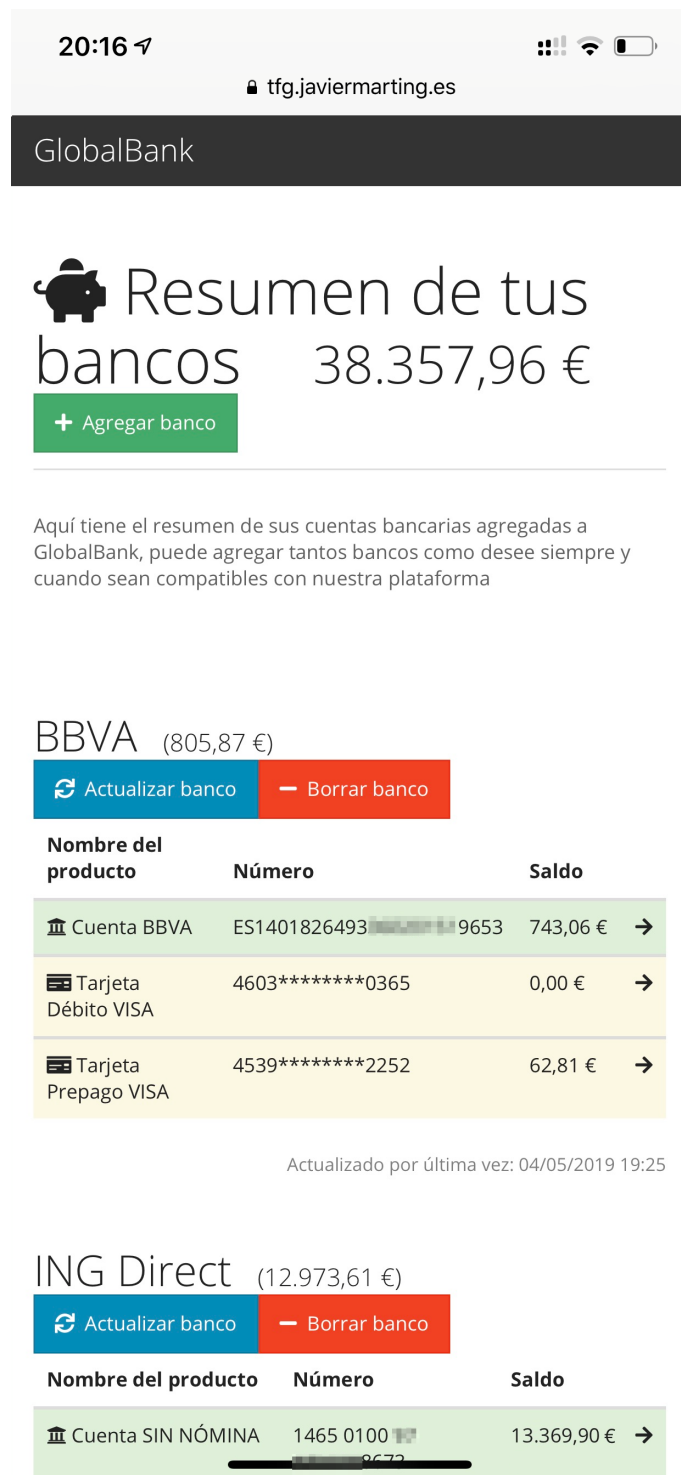 20:16
tfg.javiermarting.es
GlobalBank
Resumen de tus
bancos 38.357,96 €
Agregar banco
Aquí tiene el resumen de sus cuentas bancarias agregadas a
GlobalBank, puede agregar tantos bancos como desee siempre y
cuando sean compatibles con nuestra plataforma
BBVA (805,87 €)
Actualizar banco Borrar banco
Nombre del
producto Número Saldo
Cuenta BBVA ES1401826493 9653 743,06 €
Tarjeta 4603********0365 0,00 €
Débito VISA
Tarjeta 4539********2252 62,81 €
Prepago VISA
Actualizado por última vez: 04/05/2019 19:25
ING Direct (12.973,61 €)
Actualizar banco Borrar banco
Nombre del producto Número Saldo
Cuenta SIN NÓMINA 1465 0100 13.369,90 €